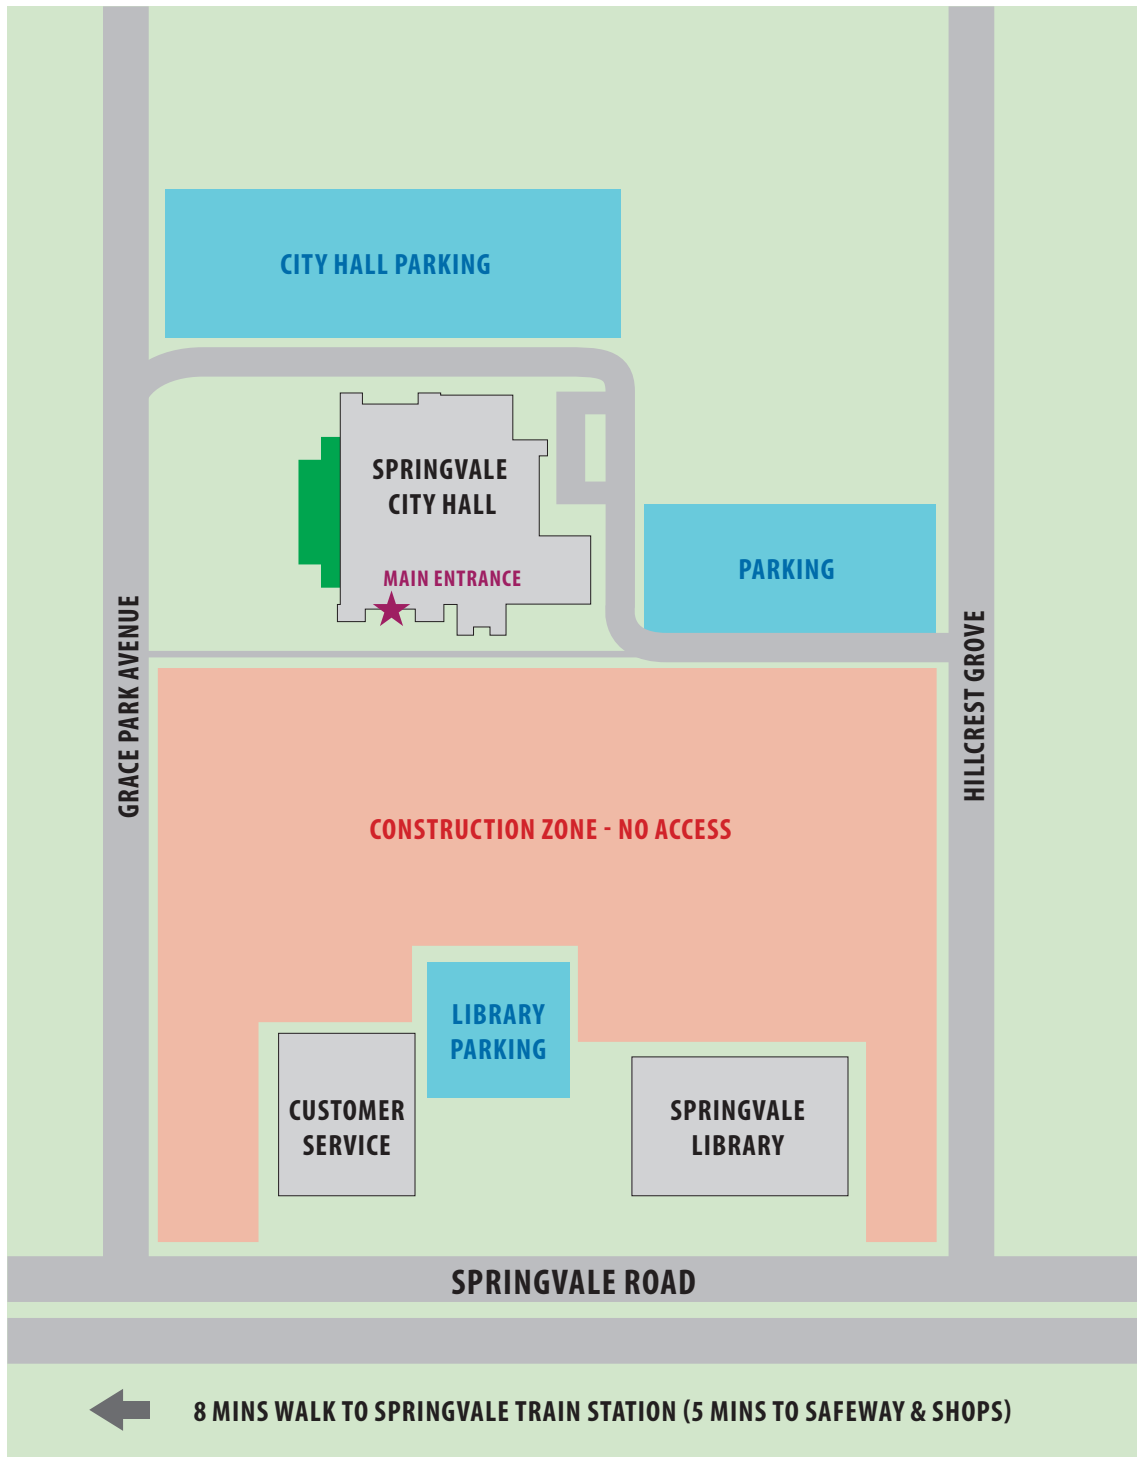 CITY HALL PARKING
SPRINGVALE
CITY HALL
MAIN ENTRANCE
PARKING
GRACE PARK AVENUE
HILLCREST GROVE
CONSTRUCTION ZONE - NO ACCESS
LIBRARY
PARKING
CUSTOMER
SERVICE
SPRINGVALE
LIBRARY
SPRINGVALE ROAD
8 MINS WALK TO SPRINGVALE TRAIN STATION (5 MINS TO SAFEWAY & SHOPS)